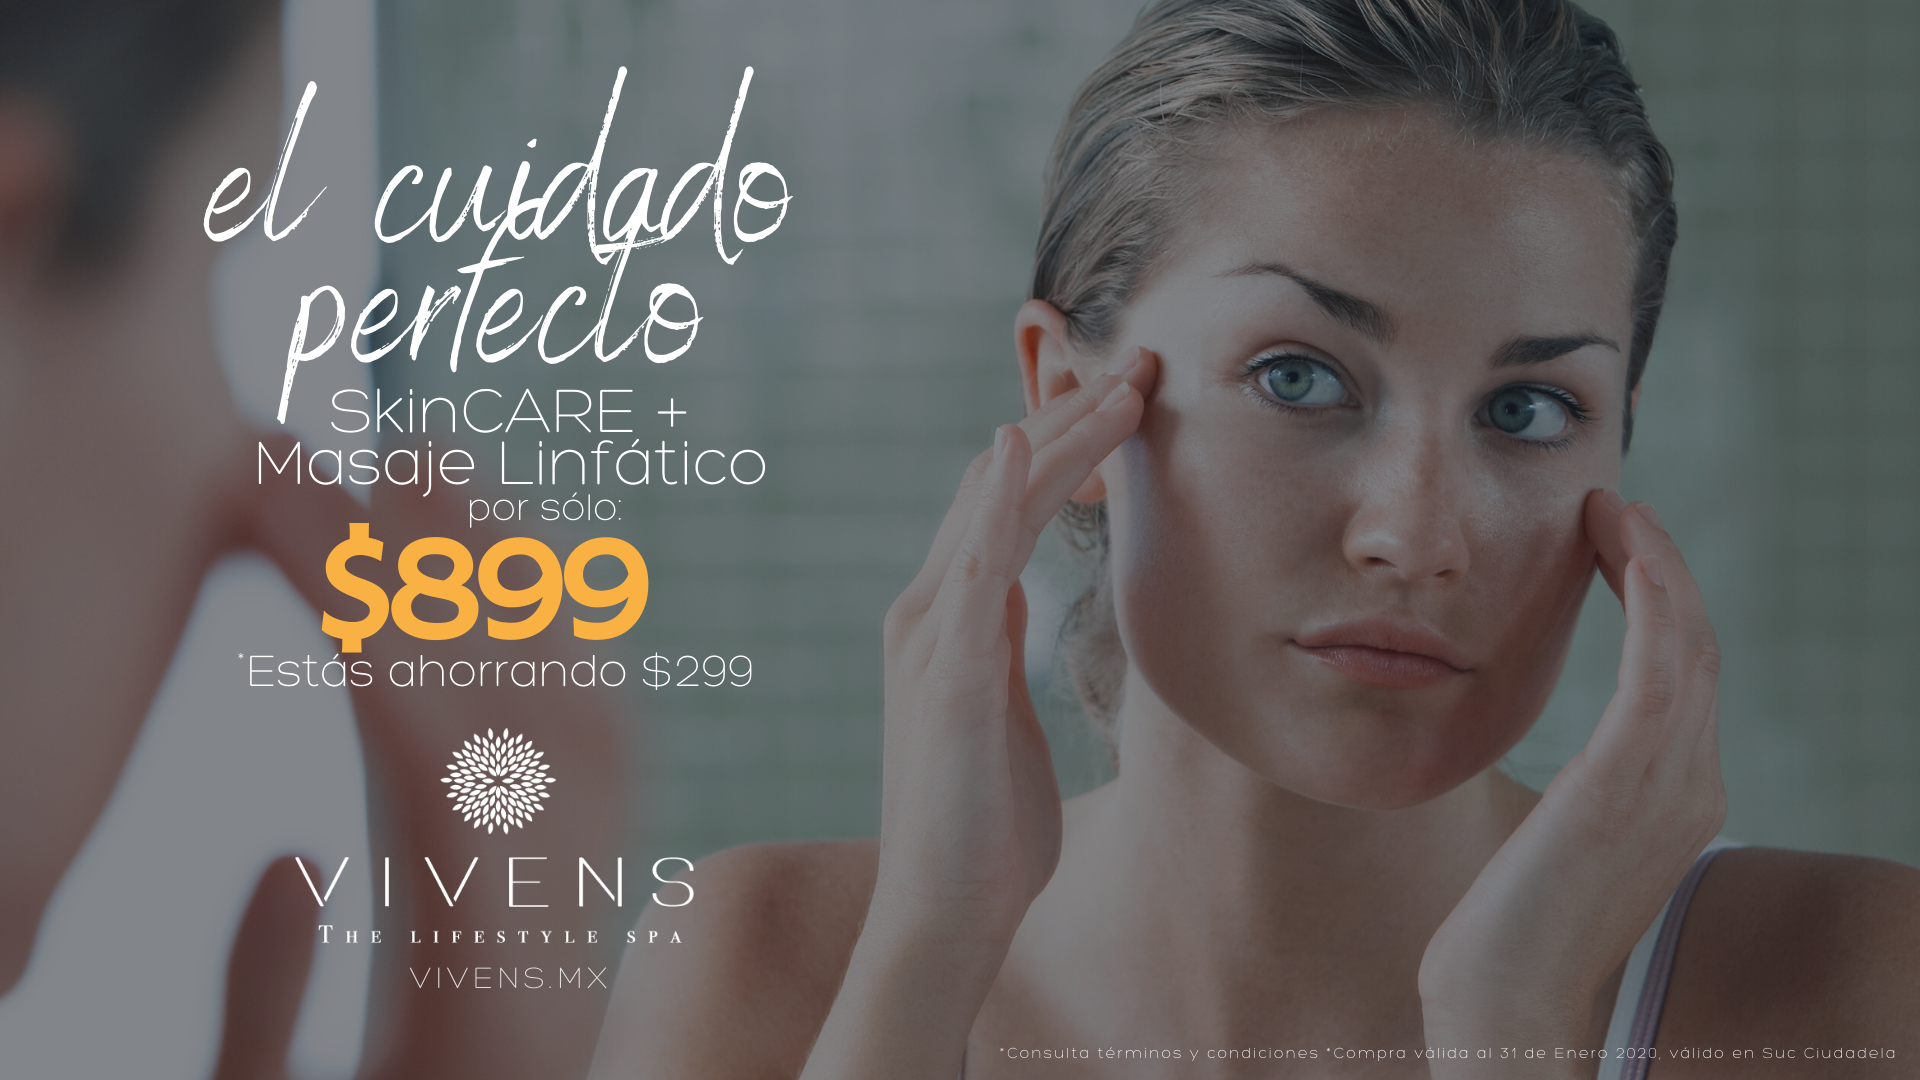 el cuidado
perfecto
SkinCARE +
Masaje Linfático
por sólo:
$899
*Estás ahorrando $299
VIVENS
THE LIFESTYLE SPA
VIVENS.MX
*Consulta términos y condiciones *Compra válida al 31 de Enero 2020, válido en Suc Ciudadela